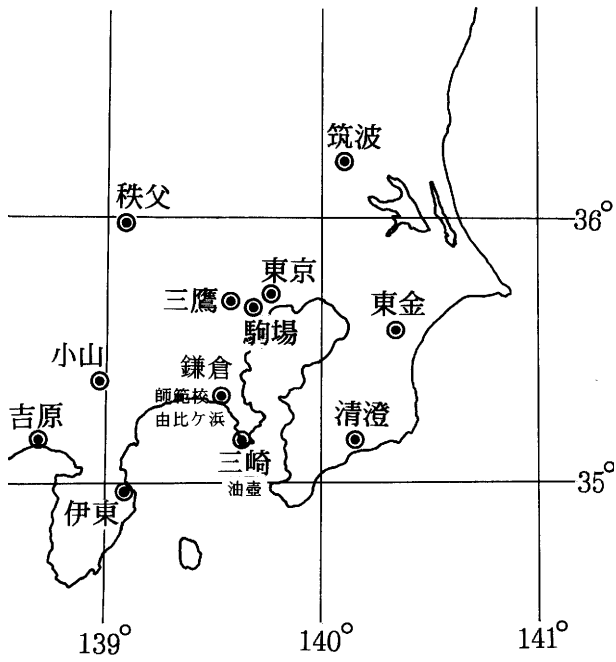 筑波
秩父
36°
東京
三鷹
駒場
東金
小山
鎌倉
師範校
由比ケ浜
吉原
清澄
三崎
油壺
35°
伊東
139°
140°
141°